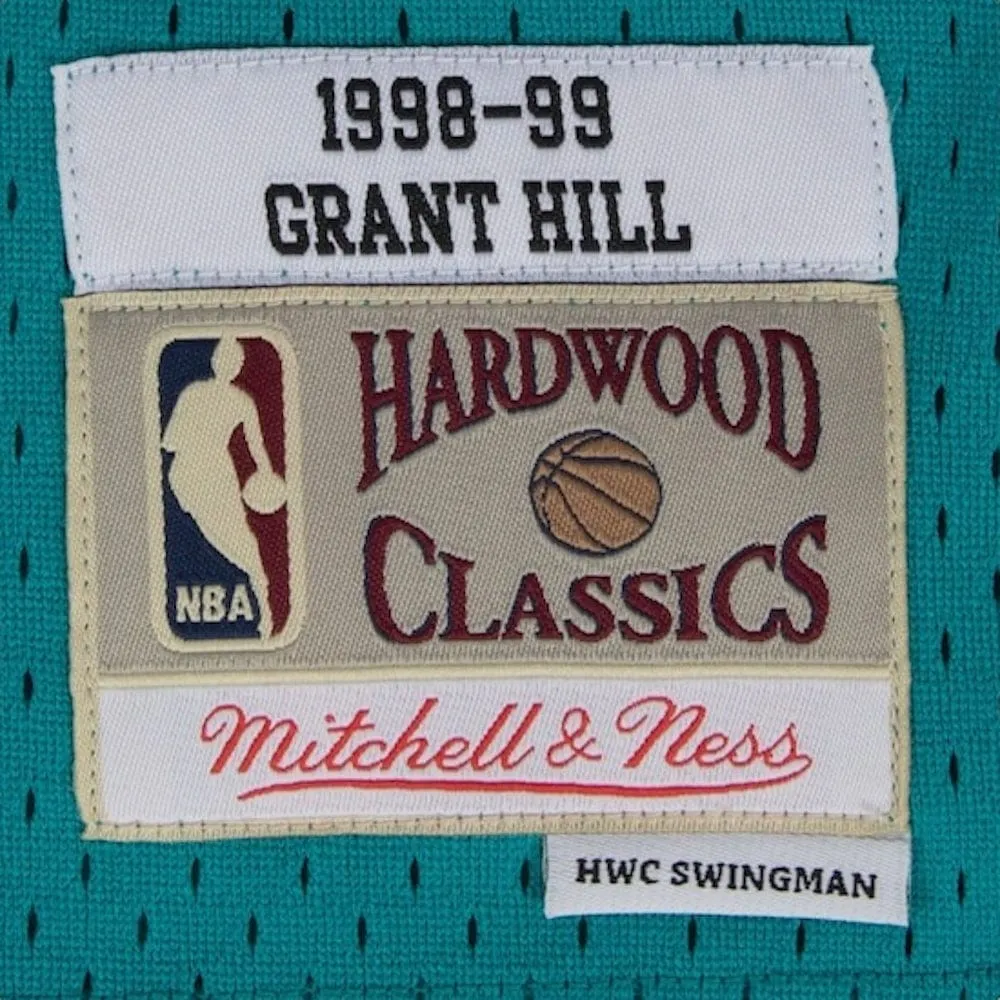 1998-99
GRANT HILL
HARDWOOD
CLASSICS
NBA
Mitchell & Ness
HWC SWINGMAN